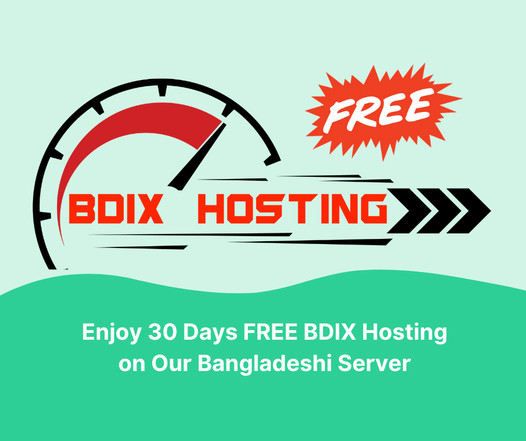 FREE
BDIX HOSTING
Enjoy 30 Days FREE BDIX Hosting
on Our Bangladeshi Server